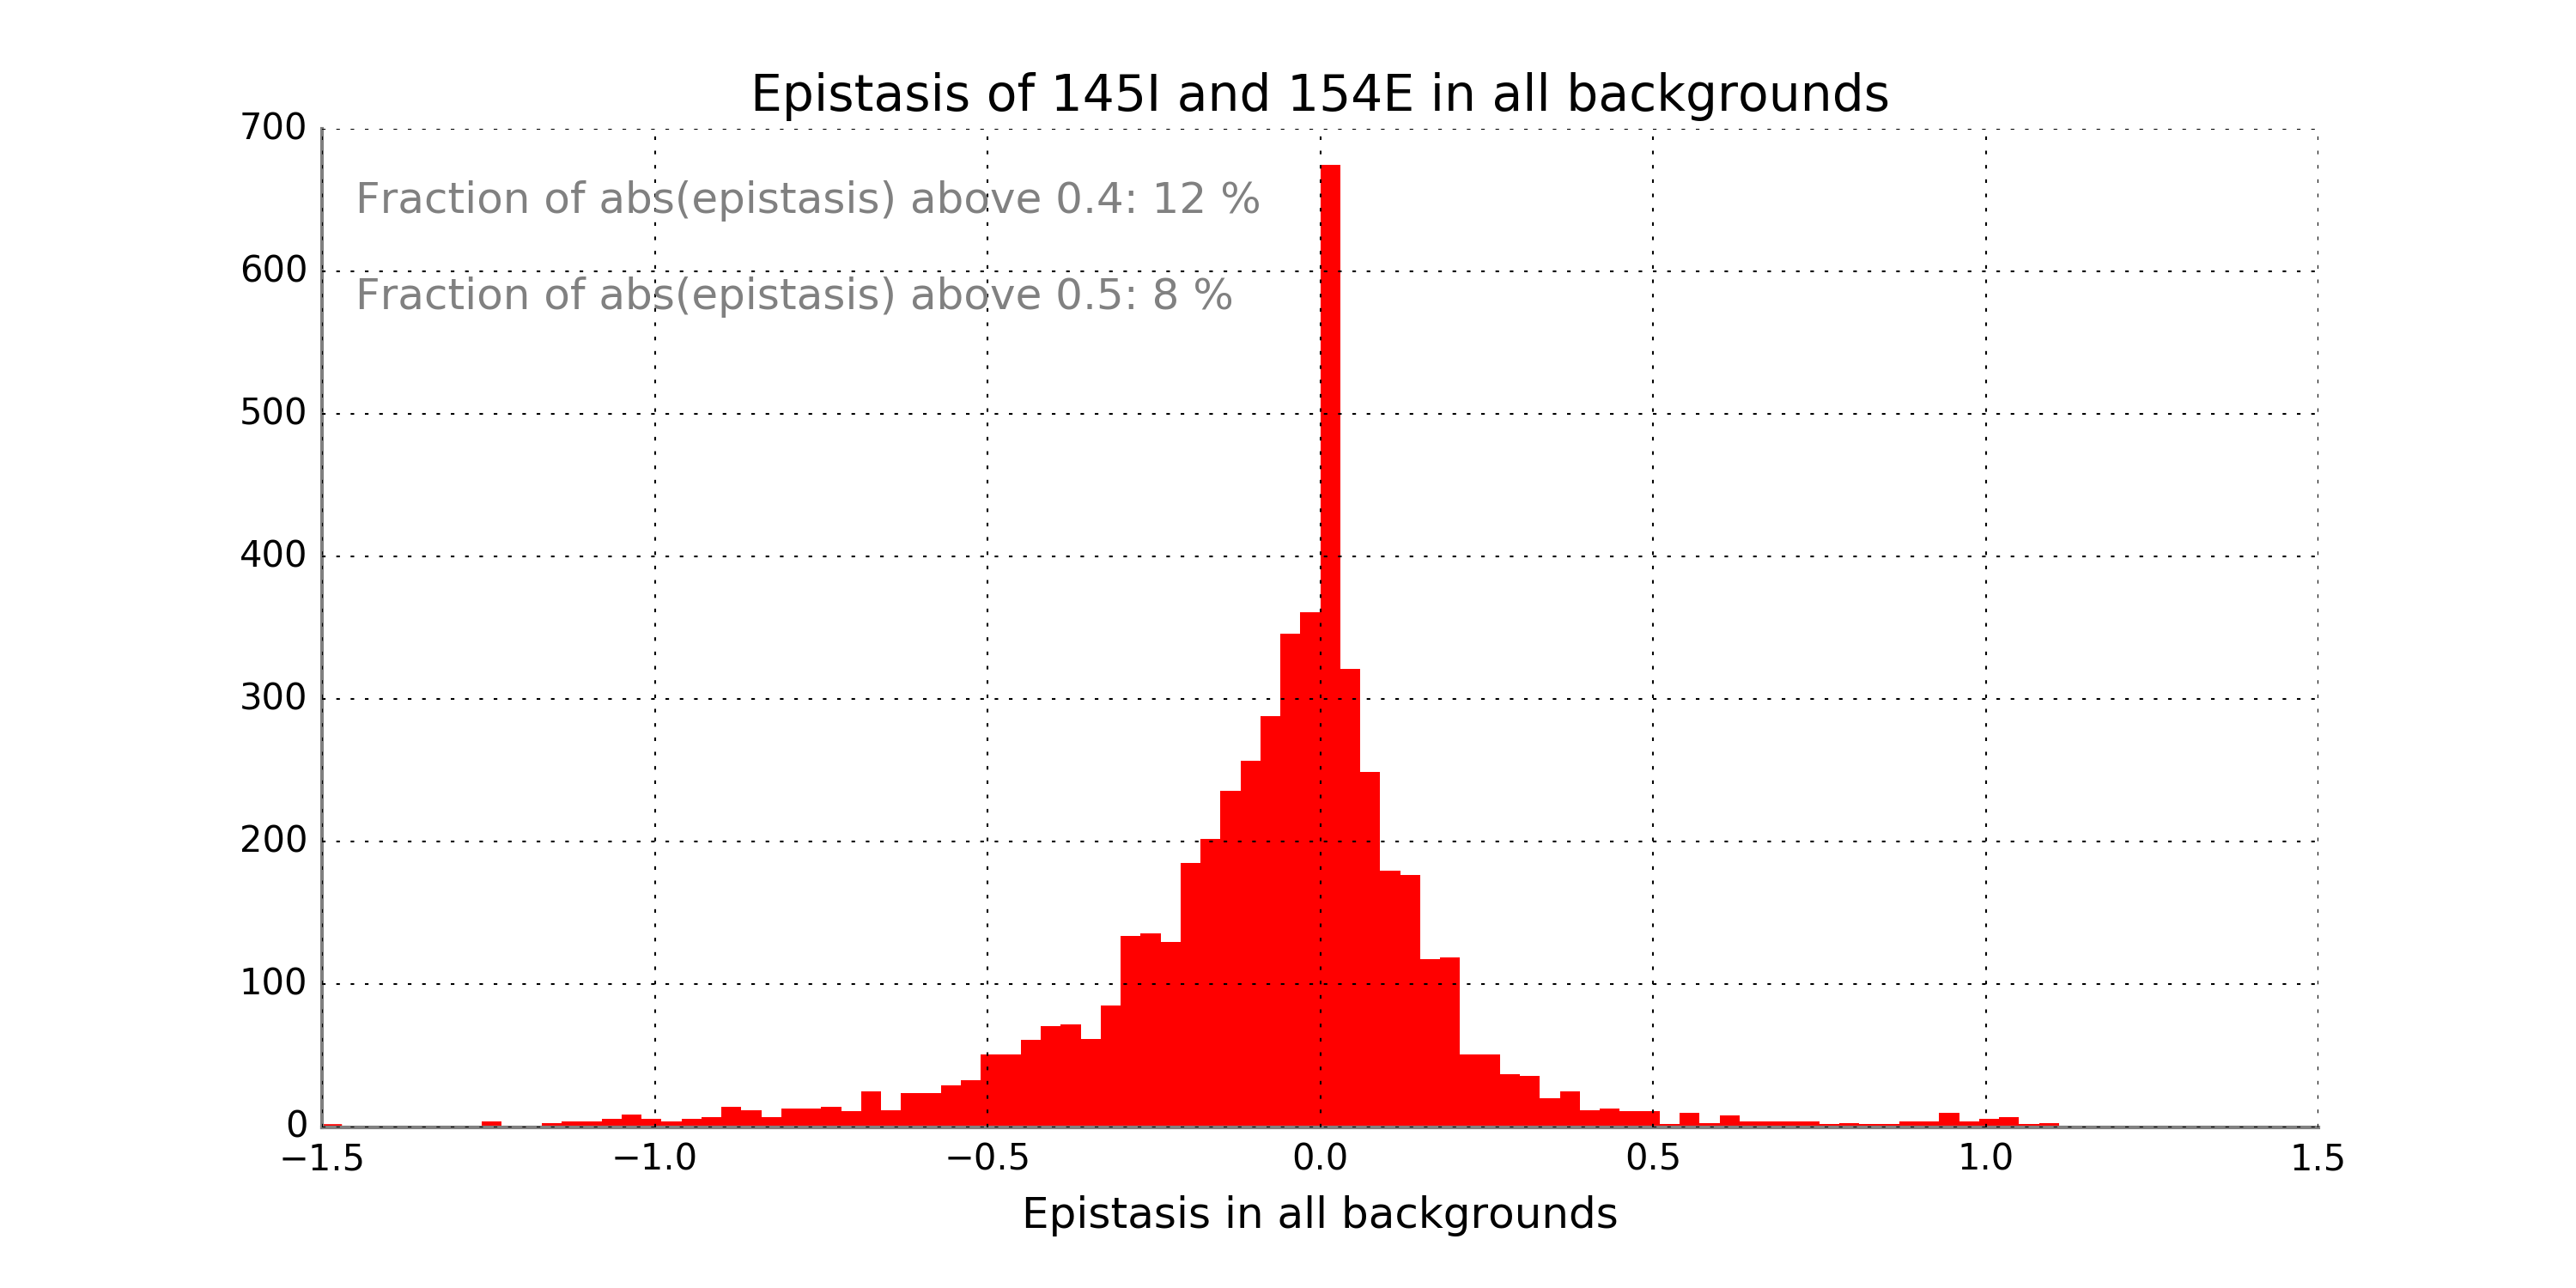 Epistasis of 145I and 154E in all backgrounds
700
Fraction of abs(epistasis) above 0.4: 12 %
600
Fraction of abs(epistasis) above 0.5: 8 %
500
400
300
200
100
0
−1.5 −1.0 −0.5 0.0 0.5 1.0 1.5
Epistasis in all backgrounds